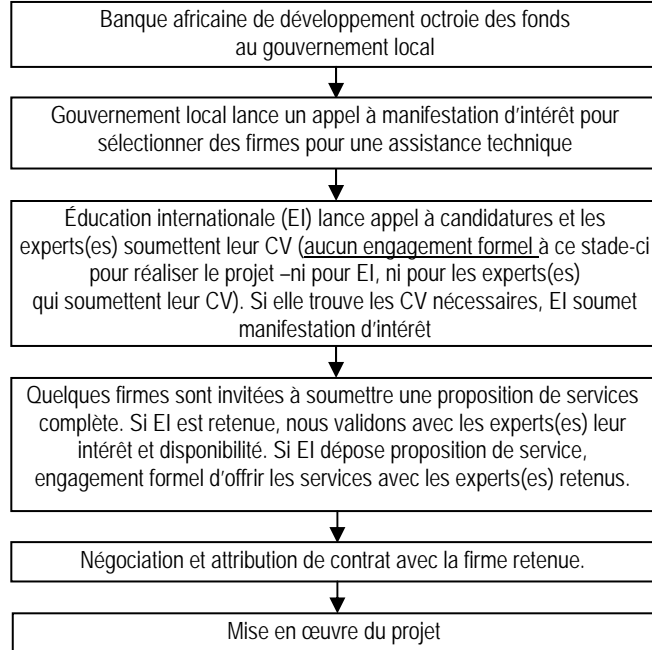 Banque africaine de développement octroie des fonds
au gouvernement local
Gouvernement local lance un appel à manifestation d’intérêt pour
sélectionner des firmes pour une assistance technique
Éducation internationale (EI) lance appel à candidatures et les
experts(es) soumettent leur CV (aucun engagement formel à ce stade-ci
pour réaliser le projet –ni pour EI, ni pour les experts(es)
qui soumettent leur CV). Si elle trouve les CV nécessaires, EI soumet
manifestation d’intérêt
Quelques firmes sont invitées à soumettre une proposition de services
complète. Si EI est retenue, nous validons avec les experts(es) leur
intérêt et disponibilité. Si EI dépose proposition de service,
engagement formel d’offrir les services avec les experts(es) retenus.
Négociation et attribution de contrat avec la firme retenue.
Mise en œuvre du projet